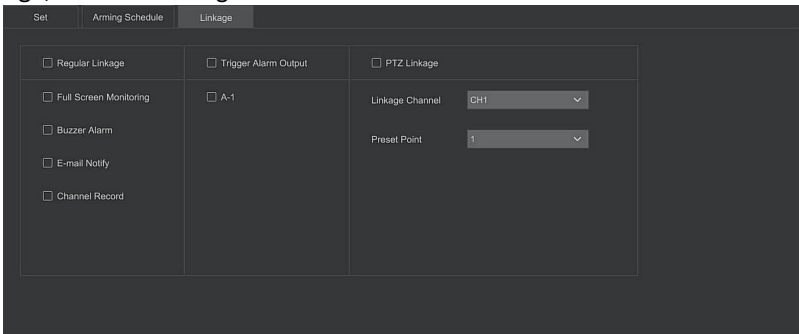 Set Arming Schedule Linkage
Regular Linkage Trigger Alarm Output PTZ Linkage
Full Screen Monitoring A-1 Linkage Channel CH1
Buzzer Alarm
Preset Point 1
E-mail Notify
Channel Record